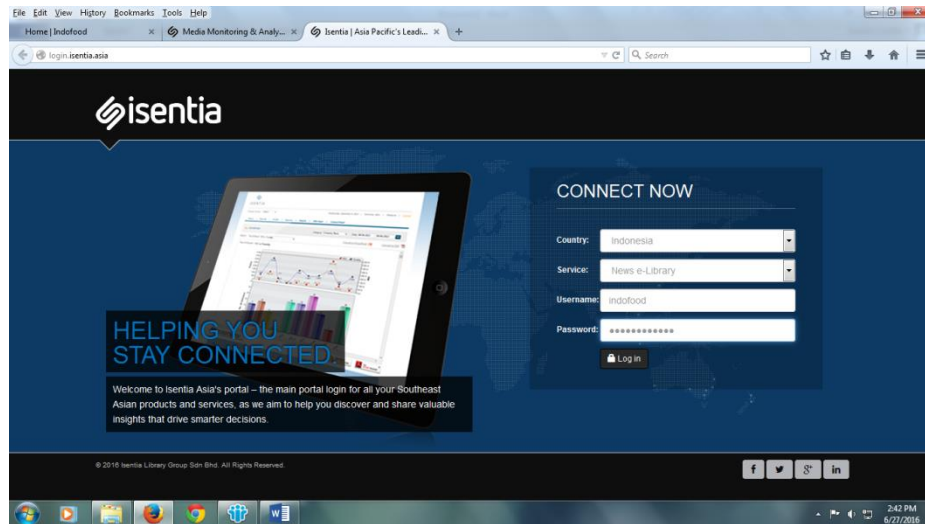 File Edit View History Bookmarks Tools Help
Home | Indofood × Media Monitoring & Analy... × Isentia | Asia Pacific's Leadi... × +
login.isentia.asia Search
isentia
CONNECT NOW
Country: Indonesia
Service: News e-Library
Username: indofood
Password: ●●●●●●●●●●●●
Log in
HELPING YOU
STAY CONNECTED.
Welcome to Isentia Asia's portal – the main portal login for all your Southeast
Asian products and services, as we aim to help you discover and share valuable
insights that drive smarter decisions.
© 2016 Isentia Library Group Sdn Bhd. All Rights Reserved.
2:42 PM
6/27/2016